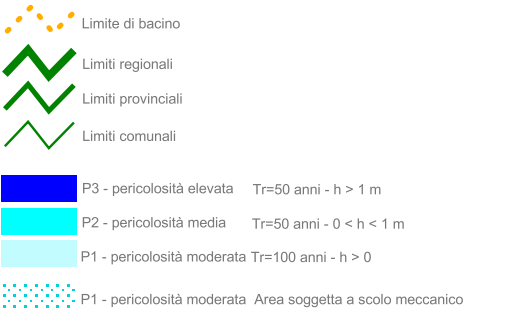 Limite di bacino
Limiti regionali
Limiti provinciali
Limiti comunali
P3 - pericolosità elevata Tr=50 anni - h > 1 m
P2 - pericolosità media Tr=50 anni - 0 < h < 1 m
P1 - pericolosità moderata Tr=100 anni - h > 0
P1 - pericolosità moderata Area soggetta a scolo meccanico